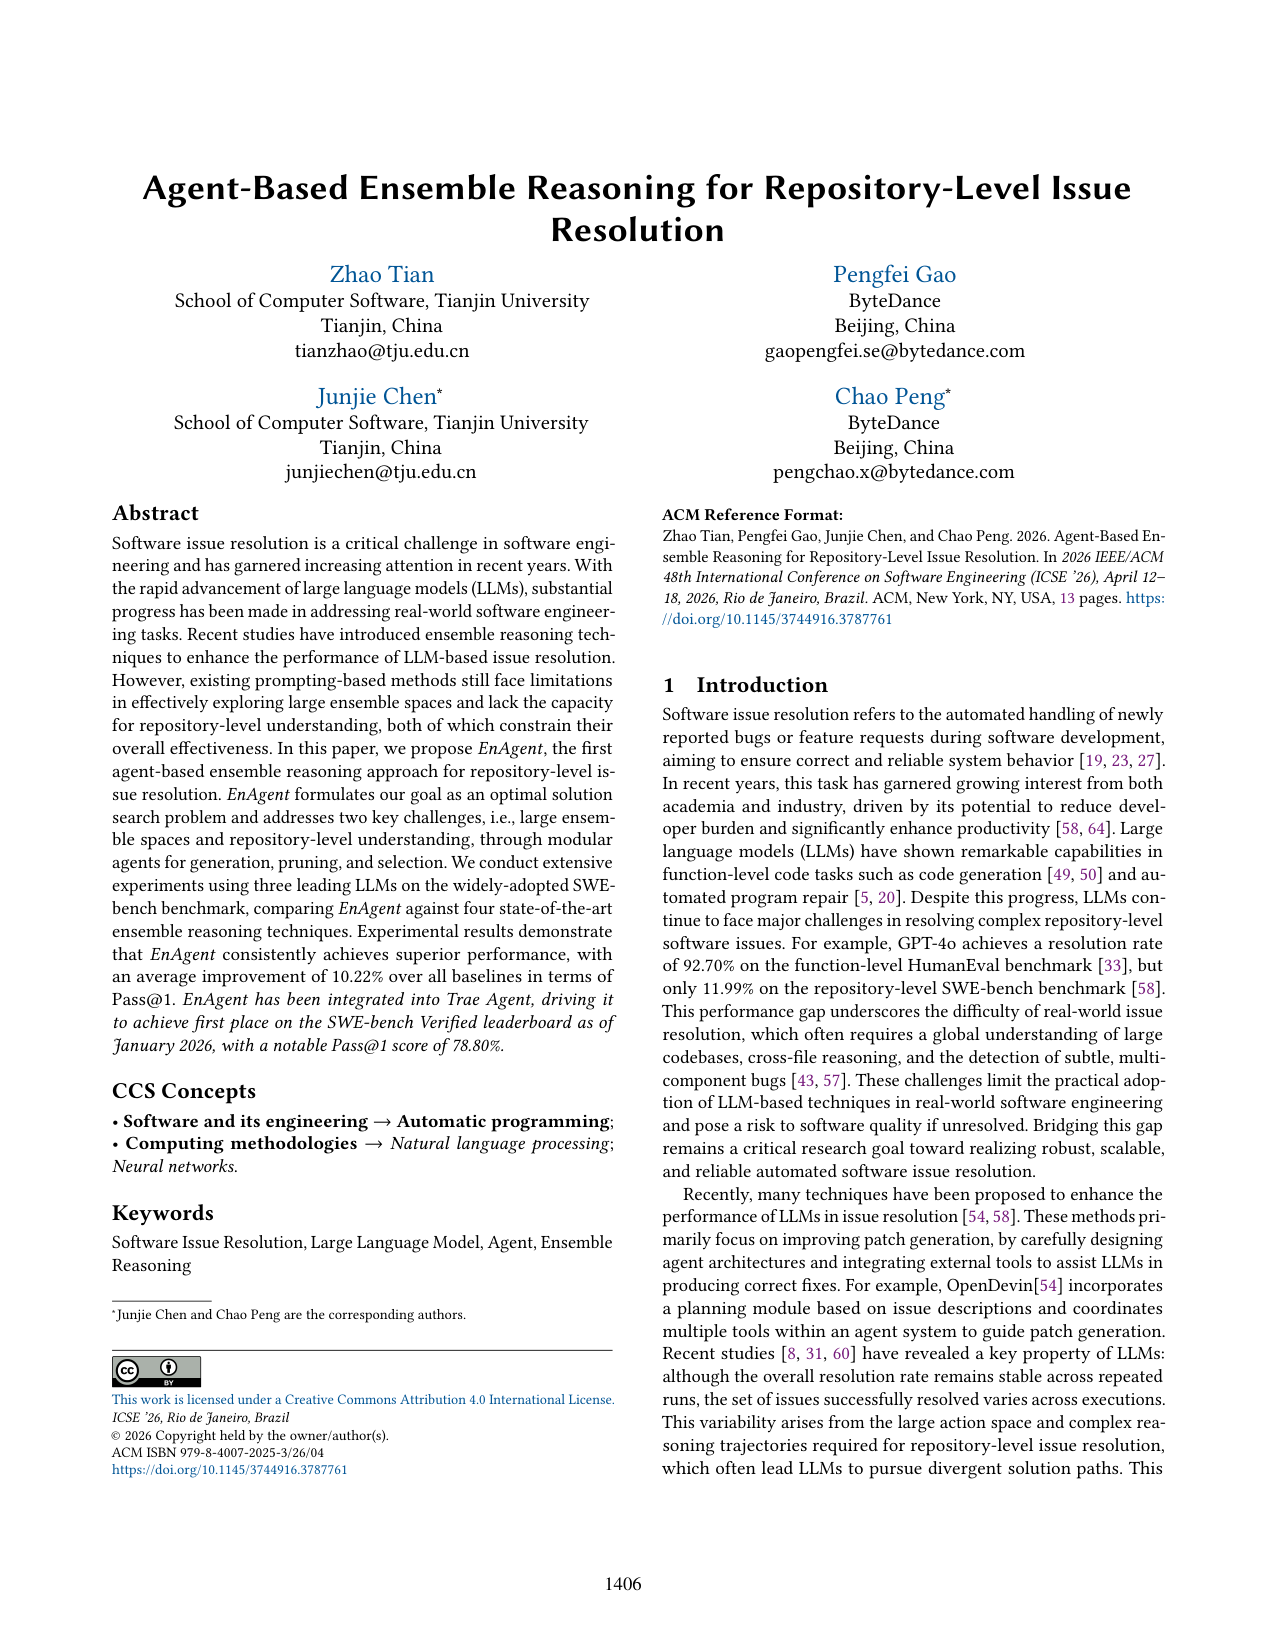 Agent-Based Ensemble Reasoning for Repository-Level Issue
Resolution
Zhao Tian
School of Computer Software, Tianjin University
Tianjin, China
tianzhao@tju.edu.cn
Pengfei Gao
ByteDance
Beijing, China
gaopengfei.se@bytedance.com
Junjie Chen*
School of Computer Software, Tianjin University
Tianjin, China
junjiechen@tju.edu.cn
Chao Peng*
ByteDance
Beijing, China
pengchao.x@bytedance.com
Abstract
Software issue resolution is a critical challenge in software engi-
neering and has garnered increasing attention in recent years. With
the rapid advancement of large language models (LLMs), substantial
progress has been made in addressing real-world software engineer-
ing tasks. Recent studies have introduced ensemble reasoning tech-
niques to enhance the performance of LLM-based issue resolution.
However, existing prompting-based methods still face limitations
in effectively exploring large ensemble spaces and lack the capacity
for repository-level understanding, both of which constrain their
overall effectiveness. In this paper, we propose EnAgent, the first
agent-based ensemble reasoning approach for repository-level is-
sue resolution. EnAgent formulates our goal as an optimal solution
search problem and addresses two key challenges, i.e., large ensem-
ble spaces and repository-level understanding, through modular
agents for generation, pruning, and selection. We conduct extensive
experiments using three leading LLMs on the widely-adopted SWE-
bench benchmark, comparing EnAgent against four state-of-the-art
ensemble reasoning techniques. Experimental results demonstrate
that EnAgent consistently achieves superior performance, with
an average improvement of 10.22% over all baselines in terms of
Pass@1. EnAgent has been integrated into Trae Agent, driving it
to achieve first place on the SWE-bench Verified leaderboard as of
January 2026, with a notable Pass@1 score of 78.80%.
CCS Concepts
• Software and its engineering → Automatic programming;
• Computing methodologies → Natural language processing;
Neural networks.
Keywords
Software Issue Resolution, Large Language Model, Agent, Ensemble
Reasoning
*Junjie Chen and Chao Peng are the corresponding authors.
cc BY
This work is licensed under a Creative Commons Attribution 4.0 International License.
ICSE ’26, Rio de Janeiro, Brazil
© 2026 Copyright held by the owner/author(s).
ACM ISBN 979-8-4007-2025-3/26/04
https://doi.org/10.1145/3744916.3787761
ACM Reference Format:
Zhao Tian, Pengfei Gao, Junjie Chen, and Chao Peng. 2026. Agent-Based En-
semble Reasoning for Repository-Level Issue Resolution. In 2026 IEEE/ACM
48th International Conference on Software Engineering (ICSE ’26), April 12–
18, 2026, Rio de Janeiro, Brazil. ACM, New York, NY, USA, 13 pages. https:
//doi.org/10.1145/3744916.3787761
1 Introduction
Software issue resolution refers to the automated handling of newly
reported bugs or feature requests during software development,
aiming to ensure correct and reliable system behavior [19, 23, 27].
In recent years, this task has garnered growing interest from both
academia and industry, driven by its potential to reduce devel-
oper burden and significantly enhance productivity [58, 64]. Large
language models (LLMs) have shown remarkable capabilities in
function-level code tasks such as code generation [49, 50] and au-
tomated program repair [5, 20]. Despite this progress, LLMs con-
tinue to face major challenges in resolving complex repository-level
software issues. For example, GPT-4o achieves a resolution rate
of 92.70% on the function-level HumanEval benchmark [33], but
only 11.99% on the repository-level SWE-bench benchmark [58].
This performance gap underscores the difficulty of real-world issue
resolution, which often requires a global understanding of large
codebases, cross-file reasoning, and the detection of subtle, multi-
component bugs [43, 57]. These challenges limit the practical adop-
tion of LLM-based techniques in real-world software engineering
and pose a risk to software quality if unresolved. Bridging this gap
remains a critical research goal toward realizing robust, scalable,
and reliable automated software issue resolution.
Recently, many techniques have been proposed to enhance the
performance of LLMs in issue resolution [54, 58]. These methods pri-
marily focus on improving patch generation, by carefully designing
agent architectures and integrating external tools to assist LLMs in
producing correct fixes. For example, OpenDevin[54] incorporates
a planning module based on issue descriptions and coordinates
multiple tools within an agent system to guide patch generation.
Recent studies [8, 31, 60] have revealed a key property of LLMs:
although the overall resolution rate remains stable across repeated
runs, the set of issues successfully resolved varies across executions.
This variability arises from the large action space and complex rea-
soning trajectories required for repository-level issue resolution,
which often lead LLMs to pursue divergent solution paths. This
1406